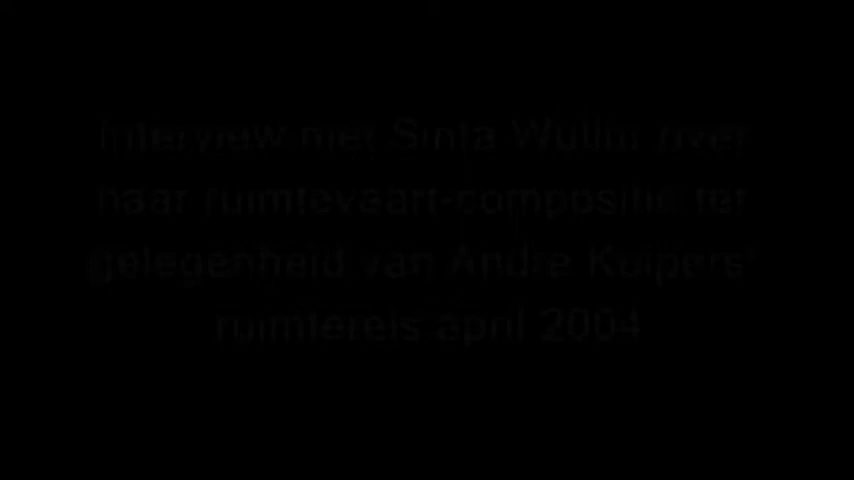 interview met Sinta Wullur over
haar ruimtevaart-compositie ter
gelegenheid van Andre Kuipers'
ruimtereis april 2004